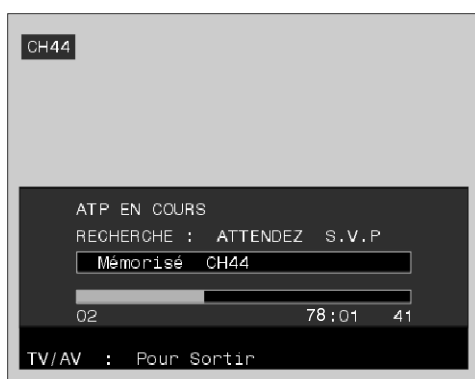 CH44
ATP EN COURS
RECHERCHE : ATTENDEZ S.V.P
Mémorisé CH44
02 78:01 41
TV/AV : Pour Sortir